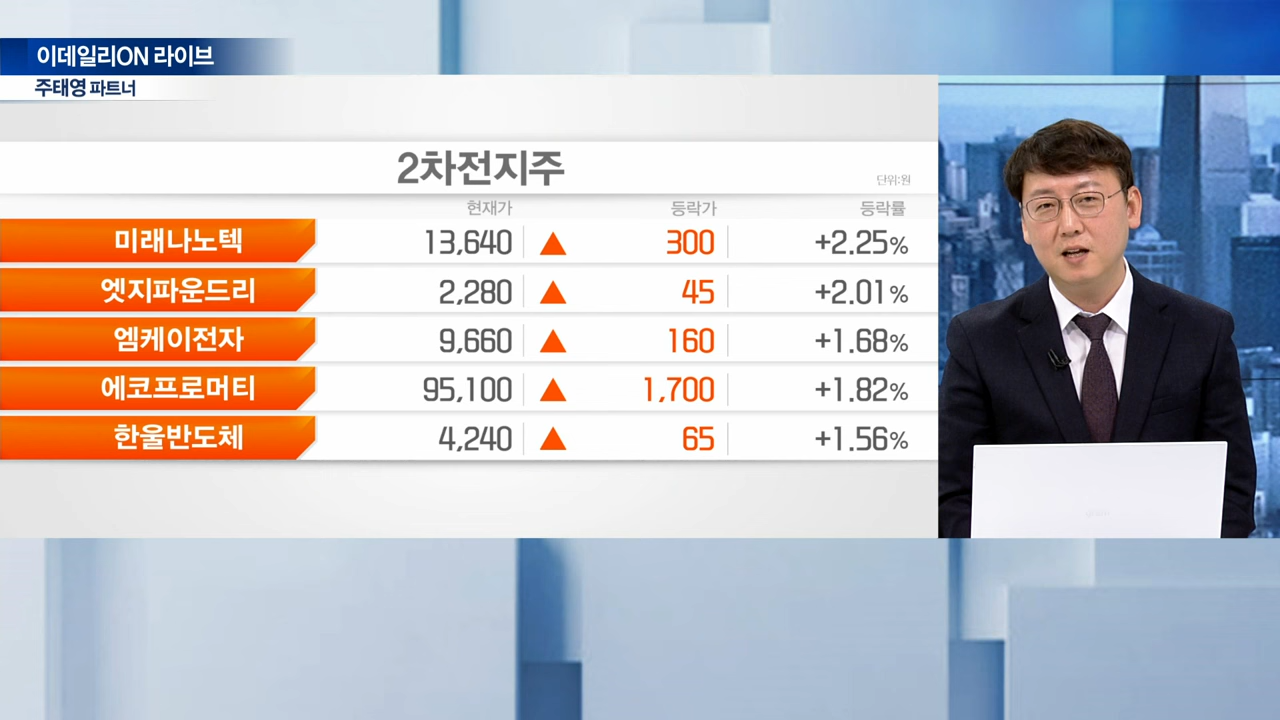 이데일리ON 라이브
주태영 파트너
2차전지주
단위:원
현재가 등락가 등락률
미래나노텍 13,640 ▲ 300 +2.25%
엣지파운드리 2,280 ▲ 45 +2.01%
엠케이전자 9,660 ▲ 160 +1.68%
에코프로머티 95,100 ▲ 1,700 +1.82%
한울반도체 4,240 ▲ 65 +1.56%